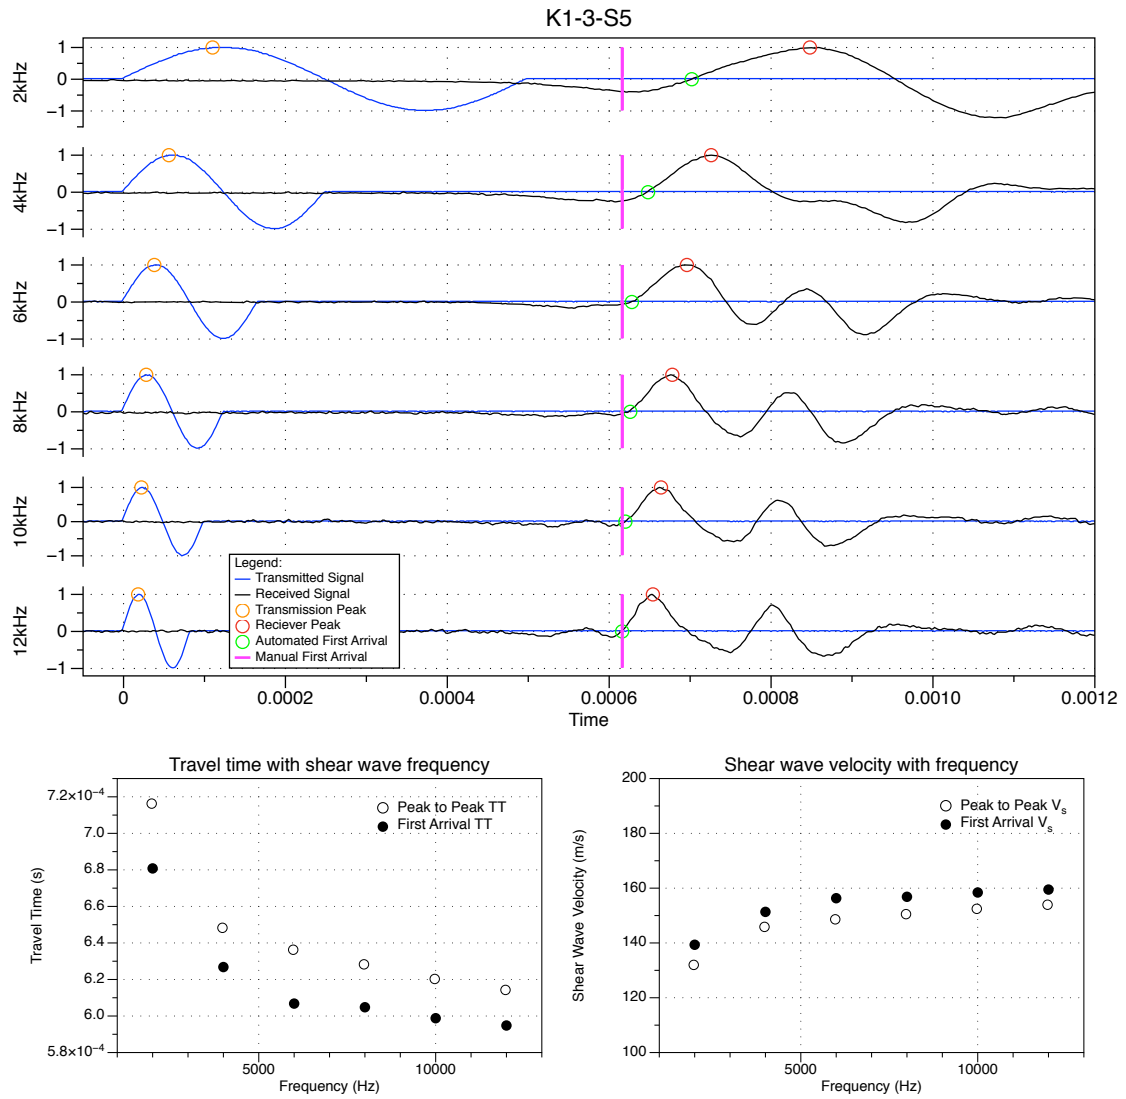 K1-3-S5
2kHz
1
0
−1
4kHz
1
0
−1
6kHz
1
0
−1
8kHz
1
0
−1
10kHz
1
0
−1
12kHz
1
0
−1
Legend:
Transmitted Signal
Received Signal
Transmission Peak
Reciever Peak
Automated First Arrival
Manual First Arrival
0 0.0002 0.0004 0.0006 0.0008 0.0010 0.0012
Time
Travel time with shear wave frequency
Travel Time (s)
7.2×10⁻⁴
7.0
6.8
6.6
6.4
6.2
6.0
5.8×10⁻⁴
Peak to Peak TT
First Arrival TT
5000 10000
Frequency (Hz)
Shear wave velocity with frequency
Shear Wave Velocity (m/s)
200
180
160
140
120
100
Peak to Peak Vₛ
First Arrival Vₛ
5000 10000
Frequency (Hz)